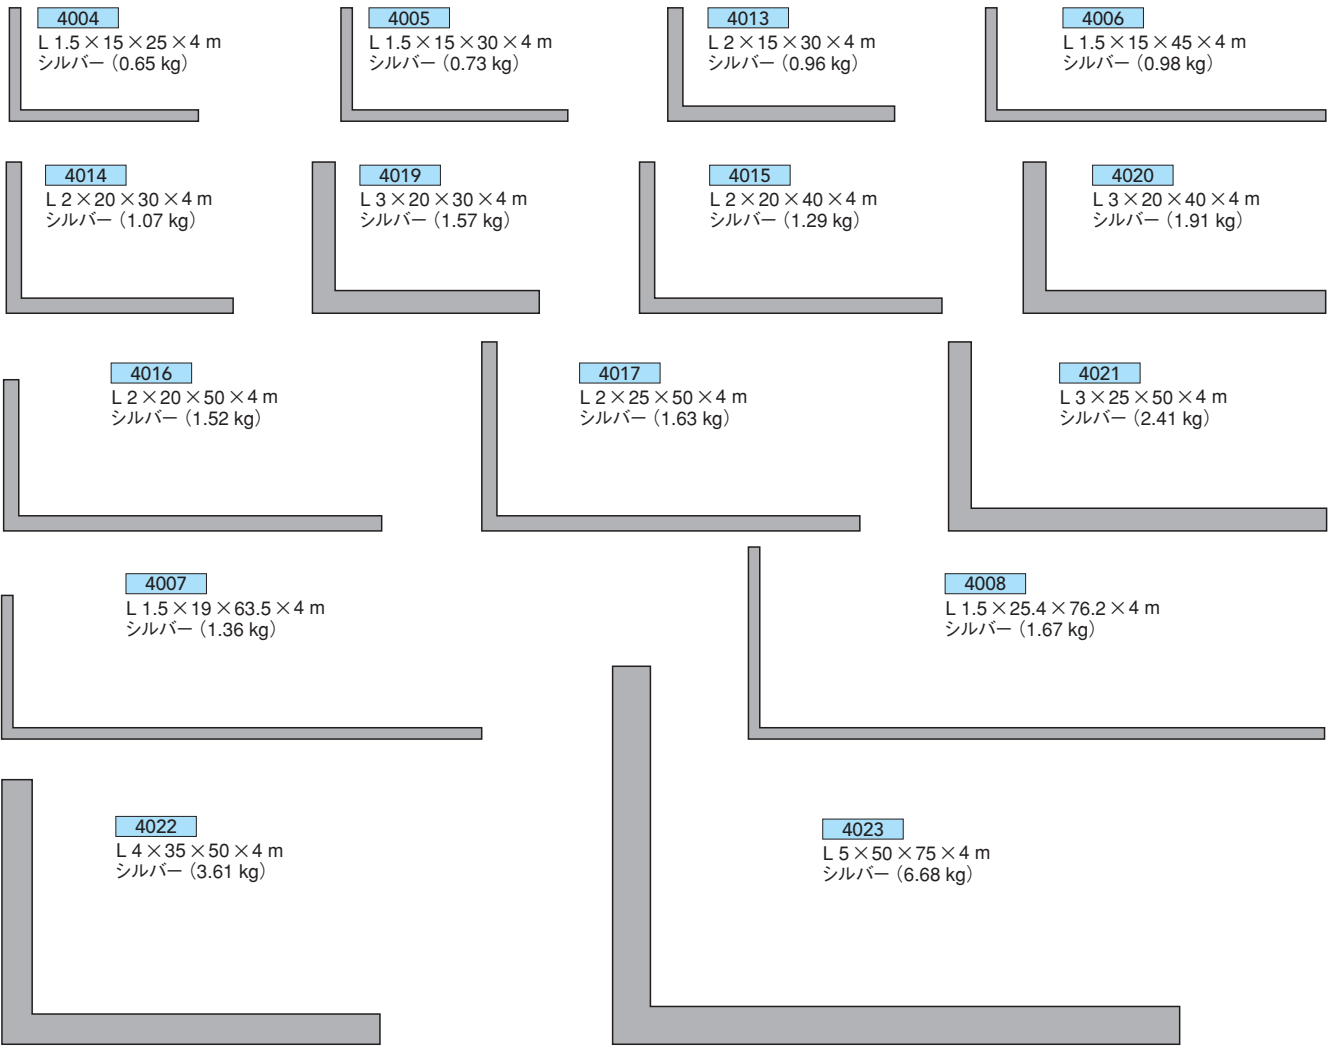 4004
L 1.5×15×25×4 m
シルバー（0.65 kg）
4005
L 1.5×15×30×4 m
シルバー（0.73 kg）
4013
L 2×15×30×4 m
シルバー（0.96 kg）
4006
L 1.5×15×45×4 m
シルバー（0.98 kg）
4014
L 2×20×30×4 m
シルバー（1.07 kg）
4019
L 3×20×30×4 m
シルバー（1.57 kg）
4015
L 2×20×40×4 m
シルバー（1.29 kg）
4020
L 3×20×40×4 m
シルバー（1.91 kg）
4016
L 2×20×50×4 m
シルバー（1.52 kg）
4017
L 2×25×50×4 m
シルバー（1.63 kg）
4021
L 3×25×50×4 m
シルバー（2.41 kg）
4007
L 1.5×19×63.5×4 m
シルバー（1.36 kg）
4008
L 1.5×25.4×76.2×4 m
シルバー（1.67 kg）
4022
L 4×35×50×4 m
シルバー（3.61 kg）
4023
L 5×50×75×4 m
シルバー（6.68 kg）